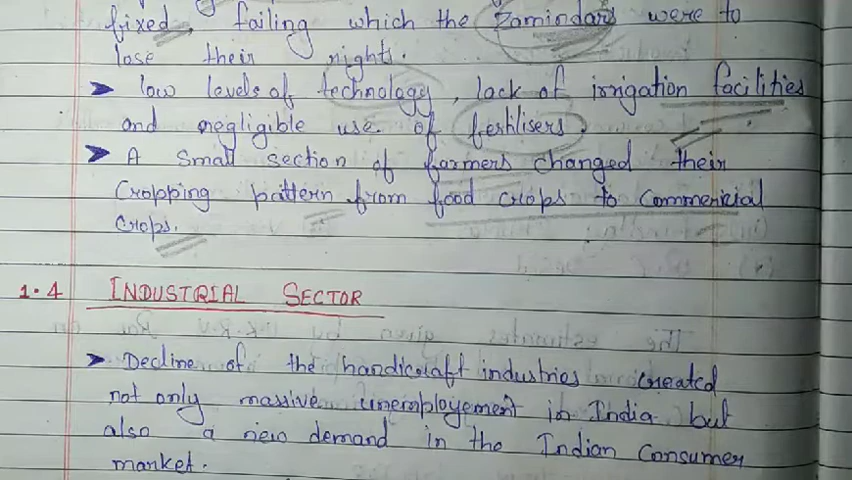 fixed, failing which the Zamindars were to
lose their rights.
➤ low levels of technology, lack of irrigation facilities
and negligible use of fertilisers.
➤ A small section of farmers changed their
Cropping pattern from food crops to commericial
crops.
1.4 INDUSTRIAL SECTOR
➤ Decline of the handicraft industries created
not only massive unemployement in India but
also a new demand in the Indian Consumer
market.